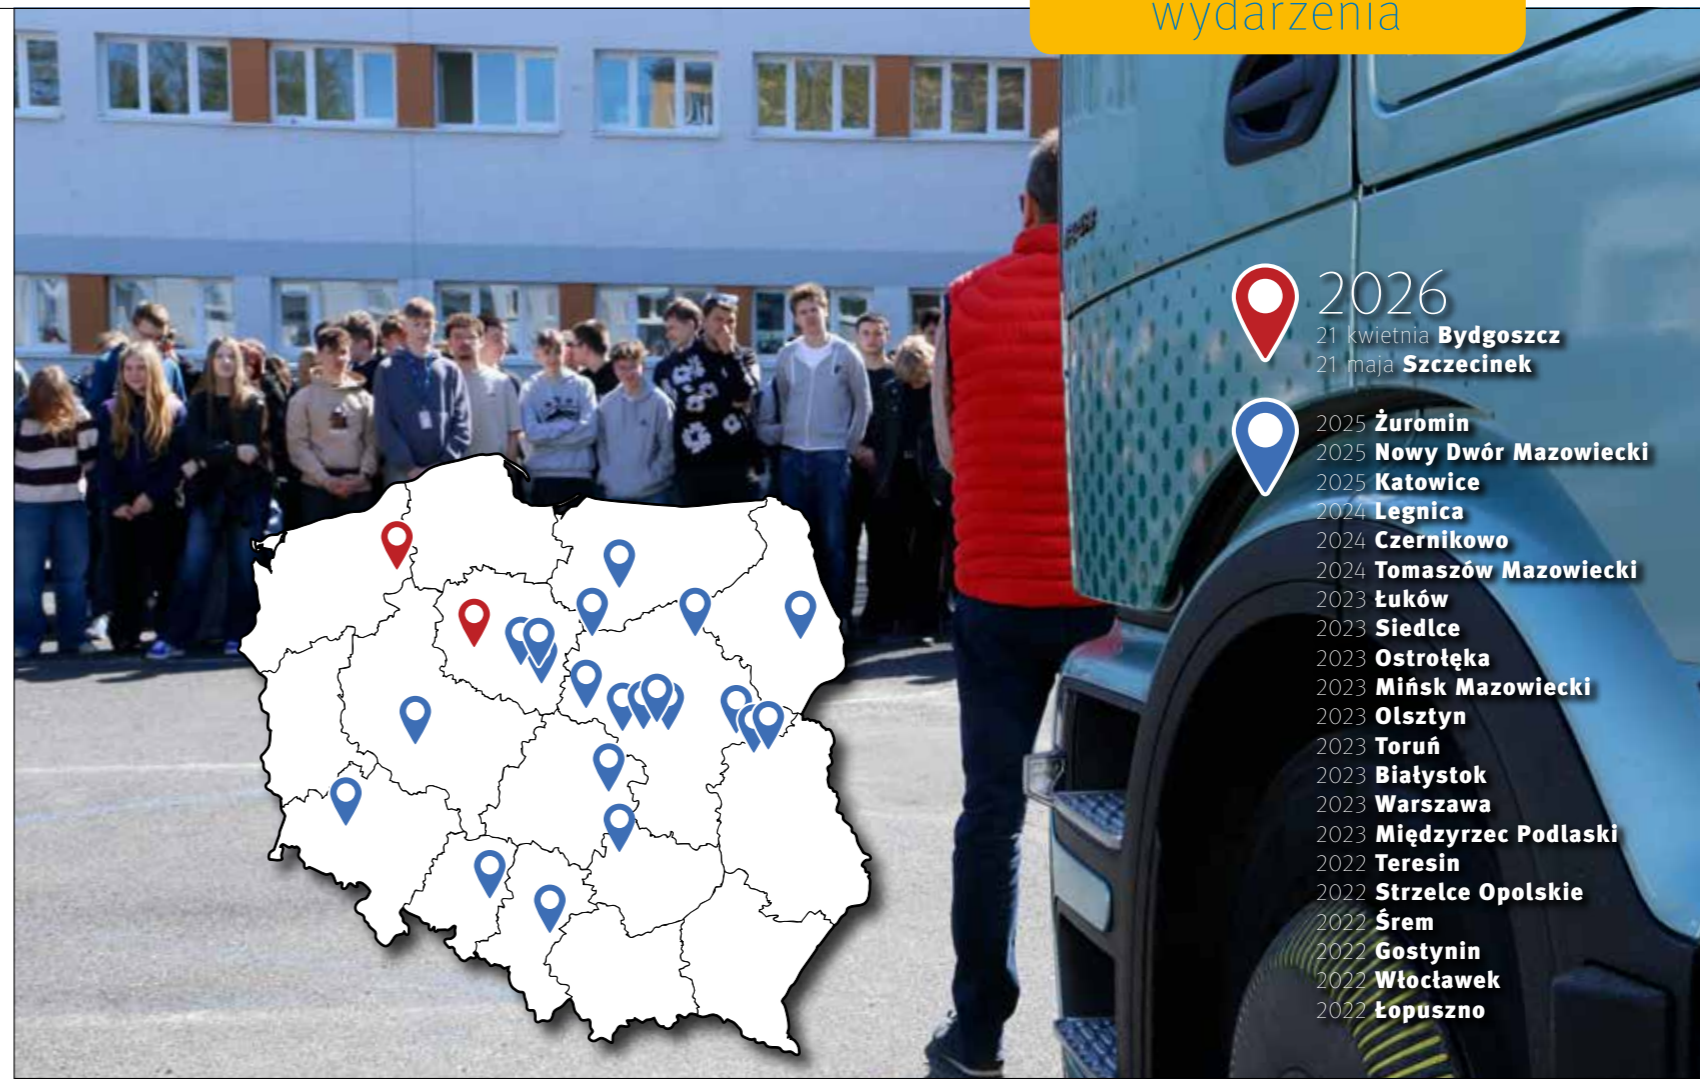 wydarzenia
2026
21 kwietnia Bydgoszcz
21 maja Szczecinek
2025 Żuromin
2025 Nowy Dwór Mazowiecki
2025 Katowice
2024 Legnica
2024 Czernikowo
2024 Tomaszów Mazowiecki
2023 Łuków
2023 Siedlce
2023 Ostrołęka
2023 Mińsk Mazowiecki
2023 Olsztyn
2023 Toruń
2023 Białystok
2023 Warszawa
2023 Międzyrzec Podlaski
2022 Teresin
2022 Strzelce Opolskie
2022 Śrem
2022 Gostynin
2022 Włocławek
2022 Łopuszno